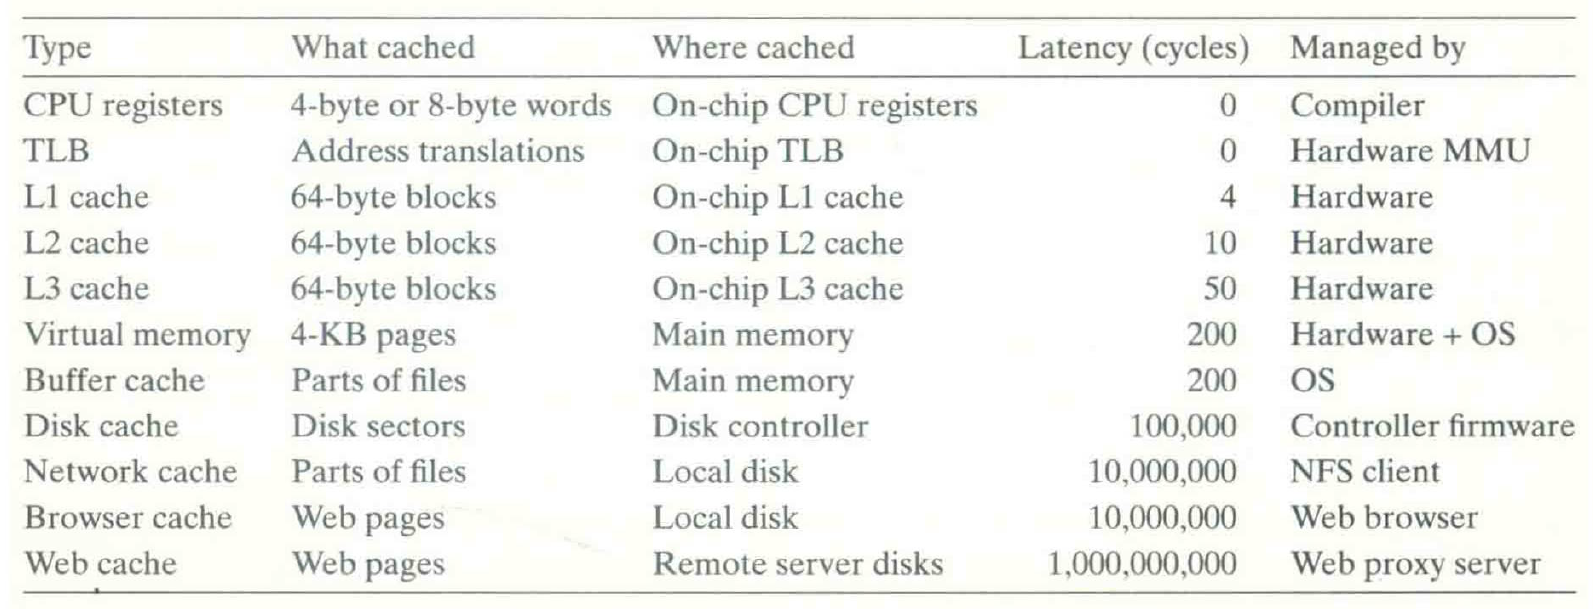 Type What cached Where cached Latency (cycles) Managed by
CPU registers 4-byte or 8-byte words On-chip CPU registers 0 Compiler
TLB Address translations On-chip TLB 0 Hardware MMU
L1 cache 64-byte blocks On-chip L1 cache 4 Hardware
L2 cache 64-byte blocks On-chip L2 cache 10 Hardware
L3 cache 64-byte blocks On-chip L3 cache 50 Hardware
Virtual memory 4-KB pages Main memory 200 Hardware + OS
Buffer cache Parts of files Main memory 200 OS
Disk cache Disk sectors Disk controller 100,000 Controller firmware
Network cache Parts of files Local disk 10,000,000 NFS client
Browser cache Web pages Local disk 10,000,000 Web browser
Web cache Web pages Remote server disks 1,000,000,000 Web proxy server